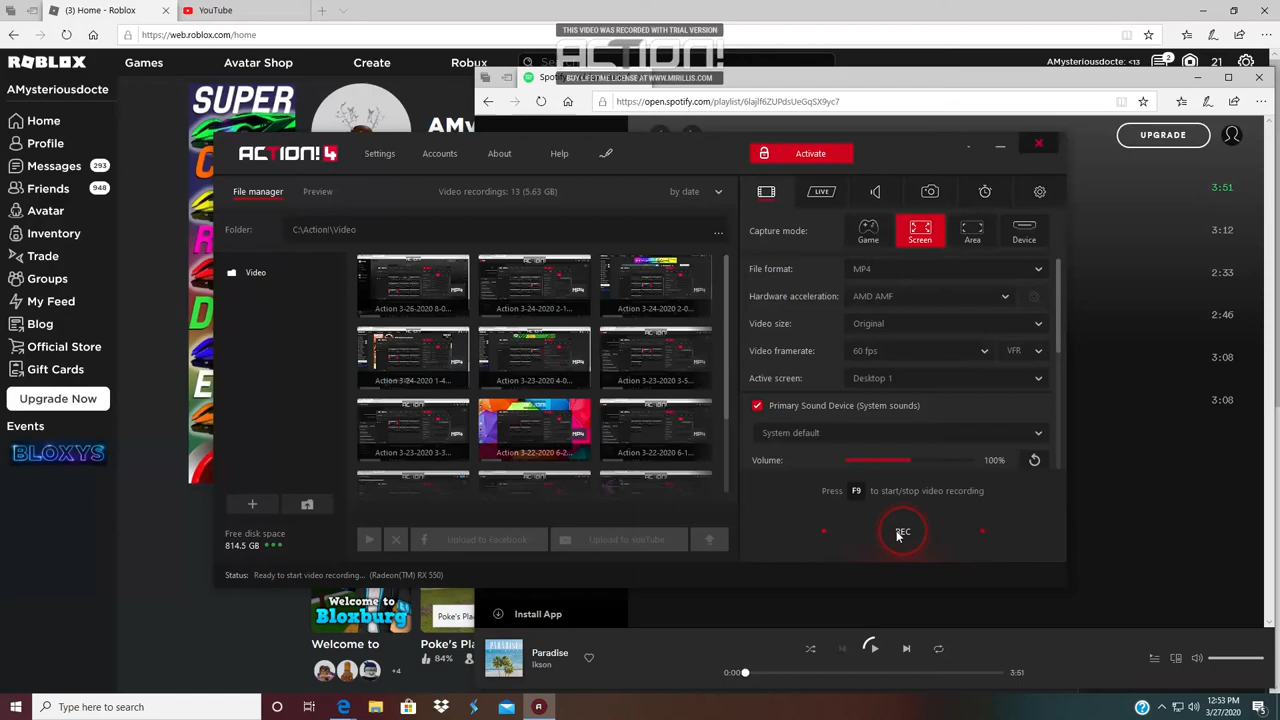 (3) Home - Roblox
YouTube
https://web.roblox.com/home
THIS VIDEO WAS RECORDED WITH TRIAL VERSION
ACTION!
BUY LIFETIME LICENSE AT WWW.MIRILLIS.COM
ROBLOX
Games
Avatar Shop
Create
Robux
AMysteriousdocte: <13
2
21
AMysteriousdocte
Home
Profile
Messages
293
Friends
948
Avatar
Inventory
Trade
Groups
My Feed
Blog
Official Store
Gift Cards
Upgrade Now
Events
BLOXYS
SUPER
https://open.spotify.com/playlist/6lajlf6ZUPdsUeGqSX9yc7
UPGRADE
3:51
3:12
2:46
3:08
3:08
ACTION! 4
Settings
Accounts
About
Help
Activate
File manager
Preview
Video recordings: 13 (5.63 GB)
by date
LIVE
Folder:
C:\Action!\Video
...
Video
Action 3-26-2020 8-0...
Action 3-24-2020 2-1...
Action 3-24-2020 2-0...
Action 3-24-2020 1-4...
MP4
Action 3-23-2020 4-0...
MP4
Action 3-23-2020 3-5...
MP4
Action 3-23-2020 3-3...
MP4
Action 3-22-2020 6-2...
MP4
Action 3-22-2020 6-1...
MP4
Capture mode:
Game
Screen
Area
Device
File format:
MP4
Hardware acceleration:
AMD AMF
Video size:
Original
Video framerate:
60 fps
VFR
Active screen:
Desktop 1
Primary Sound Device (System sounds)
System default
Volume:
100%
Press F9 to start/stop video recording
REC
Free disk space
814.5 GB
Upload to Facebook
Upload to YouTube
Status:
Ready to start video recording... (Radeon(TM) RX 550)
Welcome to
Bloxburg
Poke's Pla
Welcome to
Poke's Plac
84%
+4
Install App
Paradise
Ikson
0:00
3:51
Type here to search
12:53 PM
3/27/2020
5